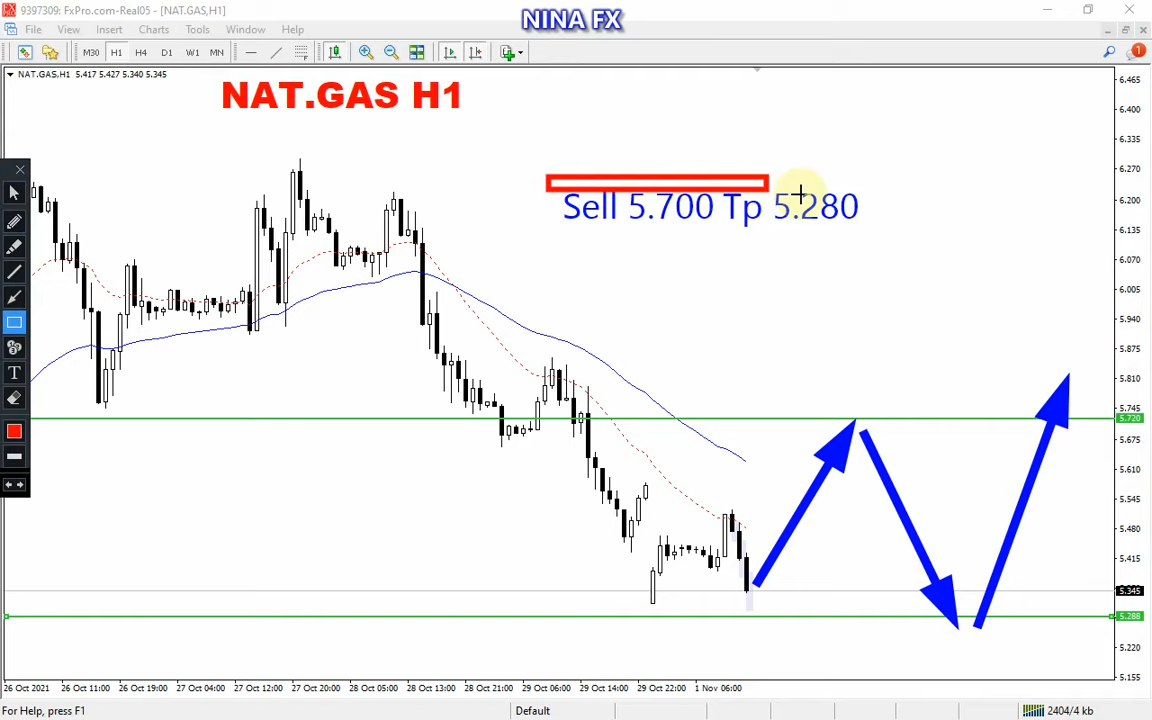 9397309: FxPro.com-Real05 - [NAT.GAS,H1]
NINA FX
File View Insert Charts Tools Window Help
M30 H1 H4 D1 W1 MN
1
NAT.GAS,H1 5.417 5.427 5.340 5.345
NAT.GAS H1
Sell 5.700 Tp 5.280
6.465
6.400
6.335
6.270
6.200
6.135
6.070
6.005
5.940
5.875
5.810
5.745
5.720
5.675
5.610
5.545
5.480
5.415
5.345
5.288
5.220
5.155
T
26 Oct 2021 26 Oct 11:00 26 Oct 19:00 27 Oct 04:00 27 Oct 12:00 27 Oct 20:00 28 Oct 05:00 28 Oct 13:00 28 Oct 21:00 29 Oct 06:00 29 Oct 14:00 29 Oct 22:00 1 Nov 06:00
For Help, press F1 Default 2404/4 kb